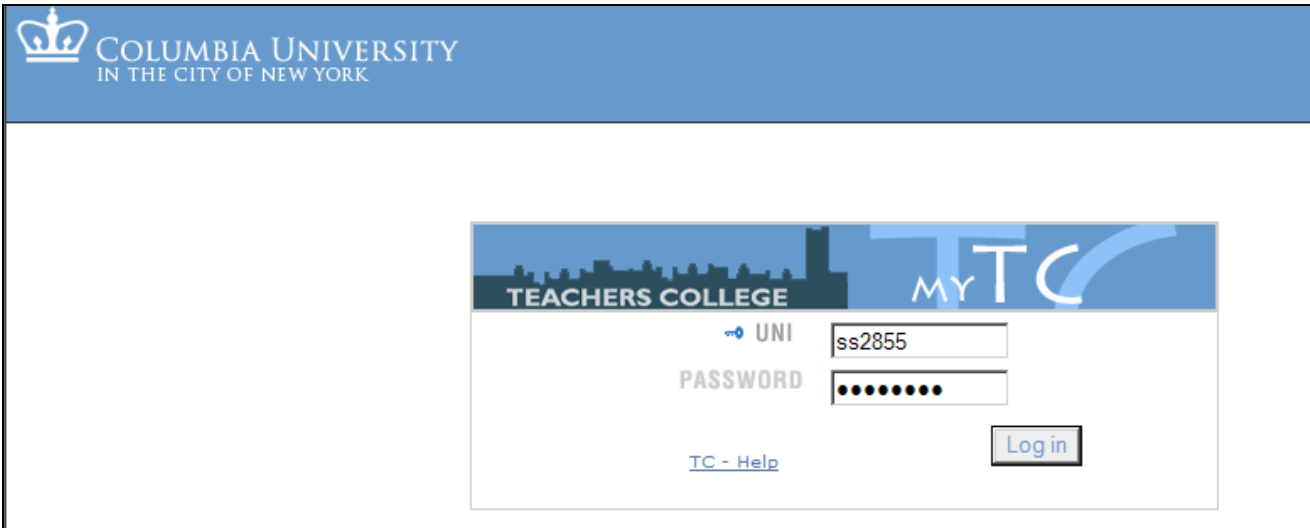 COLUMBIA UNIVERSITY
IN THE CITY OF NEW YORK
TEACHERS COLLEGE
MY TC
UNI
ss2855
PASSWORD
••••••••
Log in
TC - Help